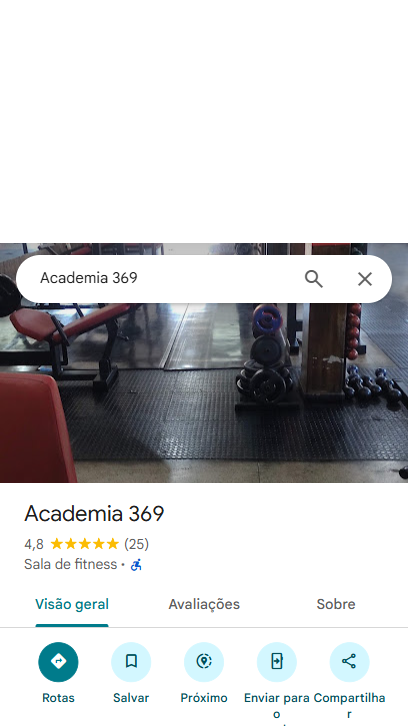 Academia 369
Academia 369
4,8 ★★★★★ (25)
Sala de fitness ·
Visão geral Avaliações Sobre
Rotas Salvar Próximo Enviar para o Compartilhar